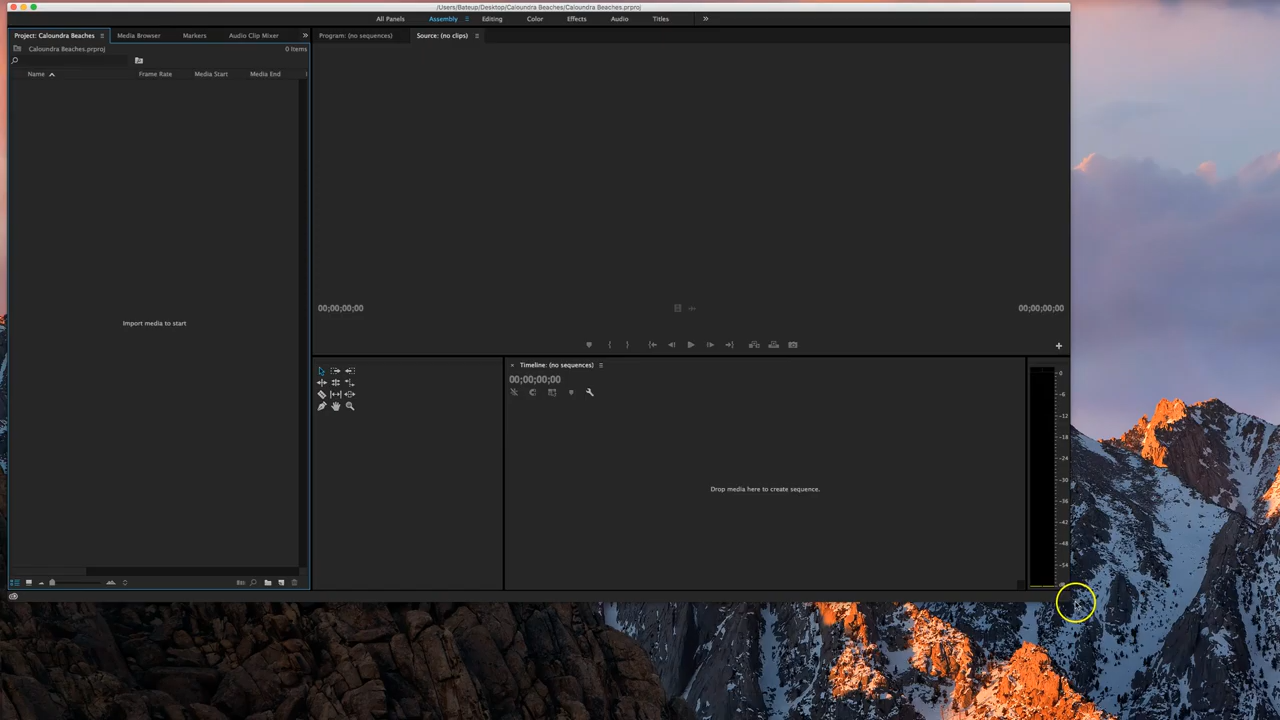 /Users/Bateup/Desktop/Caloundra Beaches/Caloundra Beaches.prproj
All Panels Assembly Editing Color Effects Audio Titles
Project: Caloundra Beaches Media Browser Markers Audio Clip Mixer
Program: (no sequences) Source: (no clips)
Caloundra Beaches.prproj 0 Items
Name Frame Rate Media Start Media End
Import media to start
00;00;00;00 00;00;00;00
Timeline: (no sequences)
00;00;00;00
Drop media here to create sequence.
0
-6
-12
-18
-24
-30
-36
-42
-48
-54